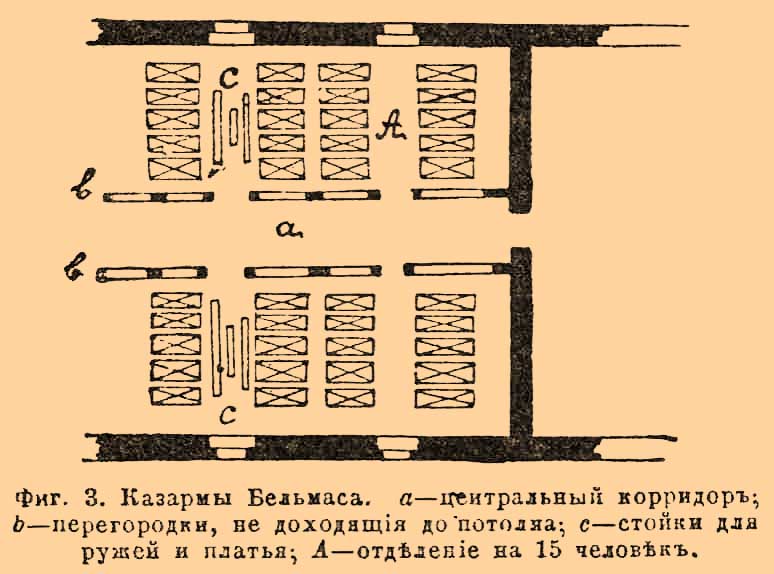 c
A.
b
a.
b
c
Фиг. 3. Казармы Бельмаса. a—центральный корридоръ;
b—перегородки, не доходящія до потолка; c—стойки для
ружей и платья; A—отдѣленіе на 15 человѣкъ.